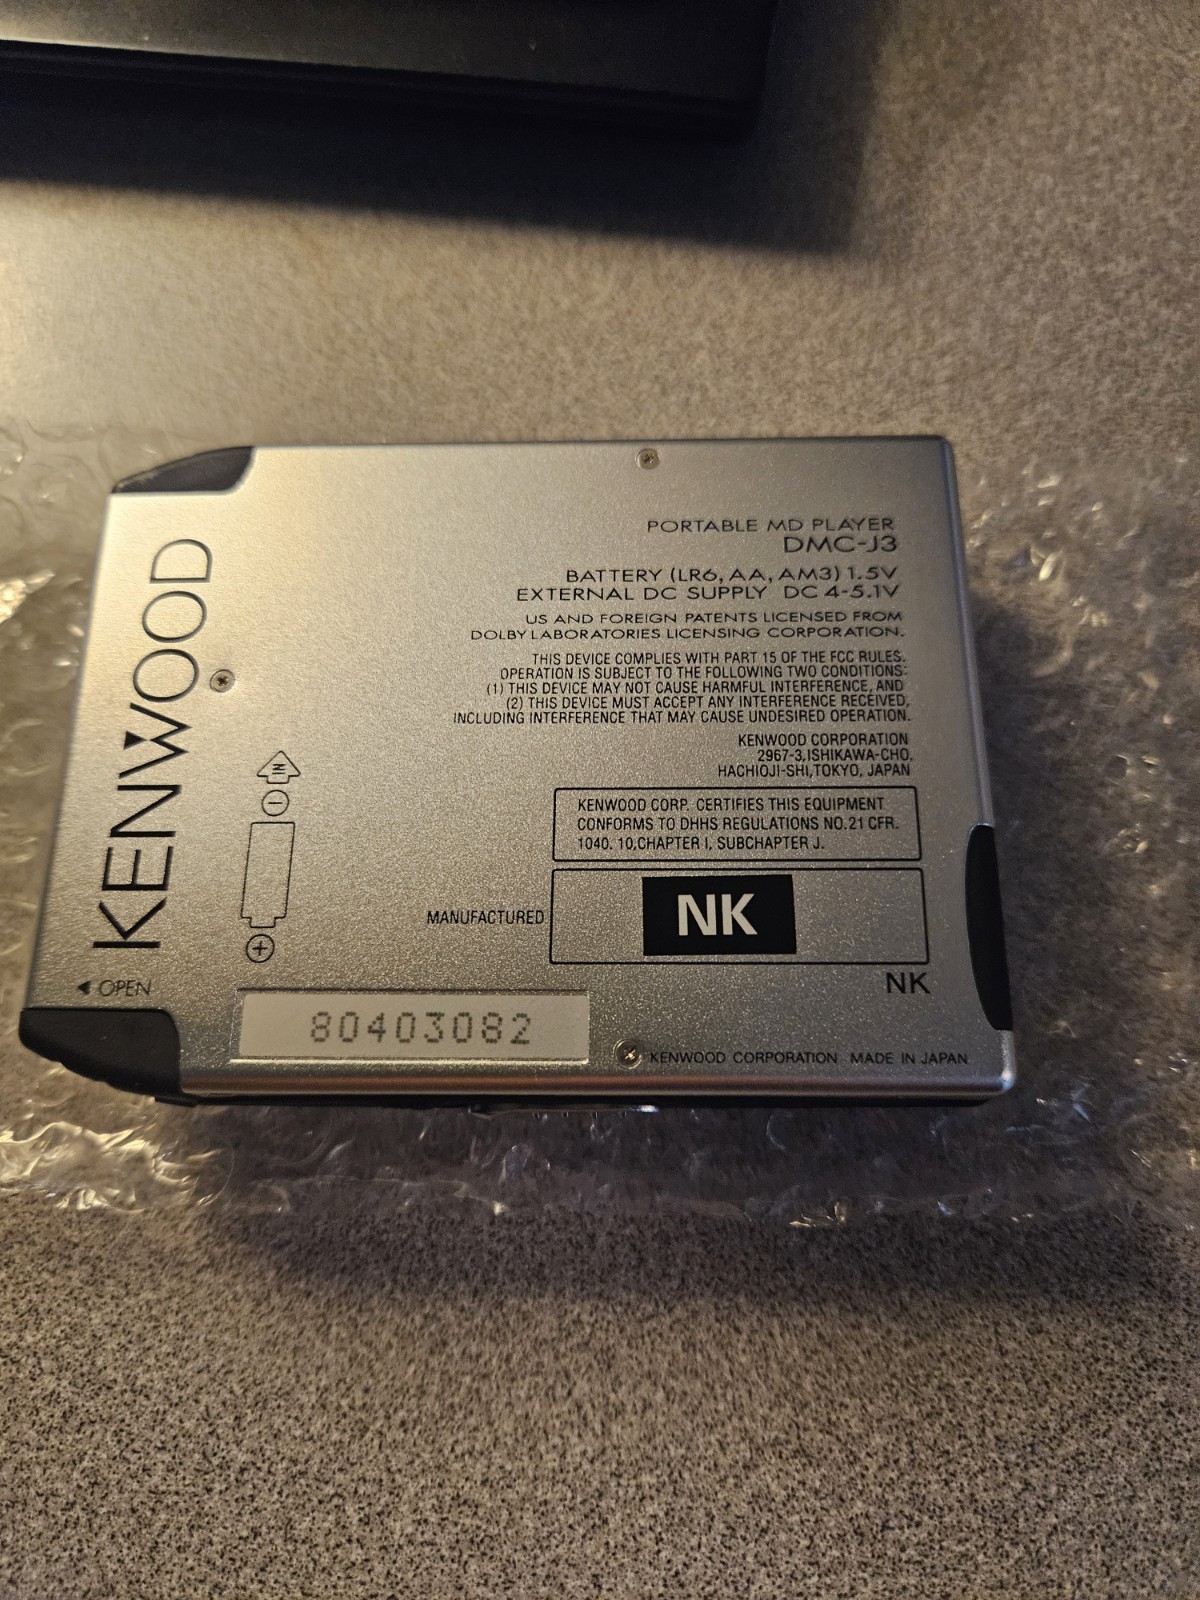 PORTABLE MD PLAYER
DMC-J3
BATTERY (LR6, AA, AM3) 1.5V
EXTERNAL DC SUPPLY DC 4-5.1V
US AND FOREIGN PATENTS LICENSED FROM
DOLBY LABORATORIES LICENSING CORPORATION.
THIS DEVICE COMPLIES WITH PART 15 OF THE FCC RULES.
OPERATION IS SUBJECT TO THE FOLLOWING TWO CONDITIONS:
(1) THIS DEVICE MAY NOT CAUSE HARMFUL INTERFERENCE, AND
(2) THIS DEVICE MUST ACCEPT ANY INTERFERENCE RECEIVED,
INCLUDING INTERFERENCE THAT MAY CAUSE UNDESIRED OPERATION.
KENWOOD CORPORATION
2967-3, ISHIKAWA-CHO,
HACHIOJI-SHI, TOKYO, JAPAN
KENWOOD CORP. CERTIFIES THIS EQUIPMENT
CONFORMS TO DHHS REGULATIONS NO. 21 CFR.
1040. 10, CHAPTER I, SUBCHAPTER J.
MANUFACTURED
NK
NK
KENWOOD
IN
− 
+
◄ OPEN
80403082
KENWOOD CORPORATION MADE IN JAPAN